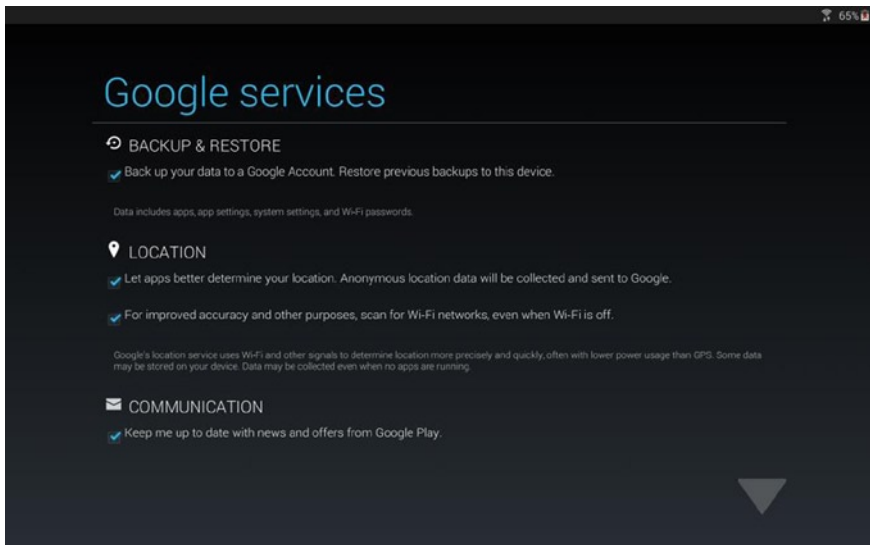 65%
Google services
BACKUP & RESTORE
Back up your data to a Google Account. Restore previous backups to this device.
Data includes apps, app settings, system settings, and Wi-Fi passwords.
LOCATION
Let apps better determine your location. Anonymous location data will be collected and sent to Google.
For improved accuracy and other purposes, scan for Wi-Fi networks, even when Wi-Fi is off.
Google's location service uses Wi-Fi and other signals to determine location more precisely and quickly, often with lower power usage than GPS. Some data
may be stored on your device. Data may be collected even when no apps are running.
COMMUNICATION
Keep me up to date with news and offers from Google Play.